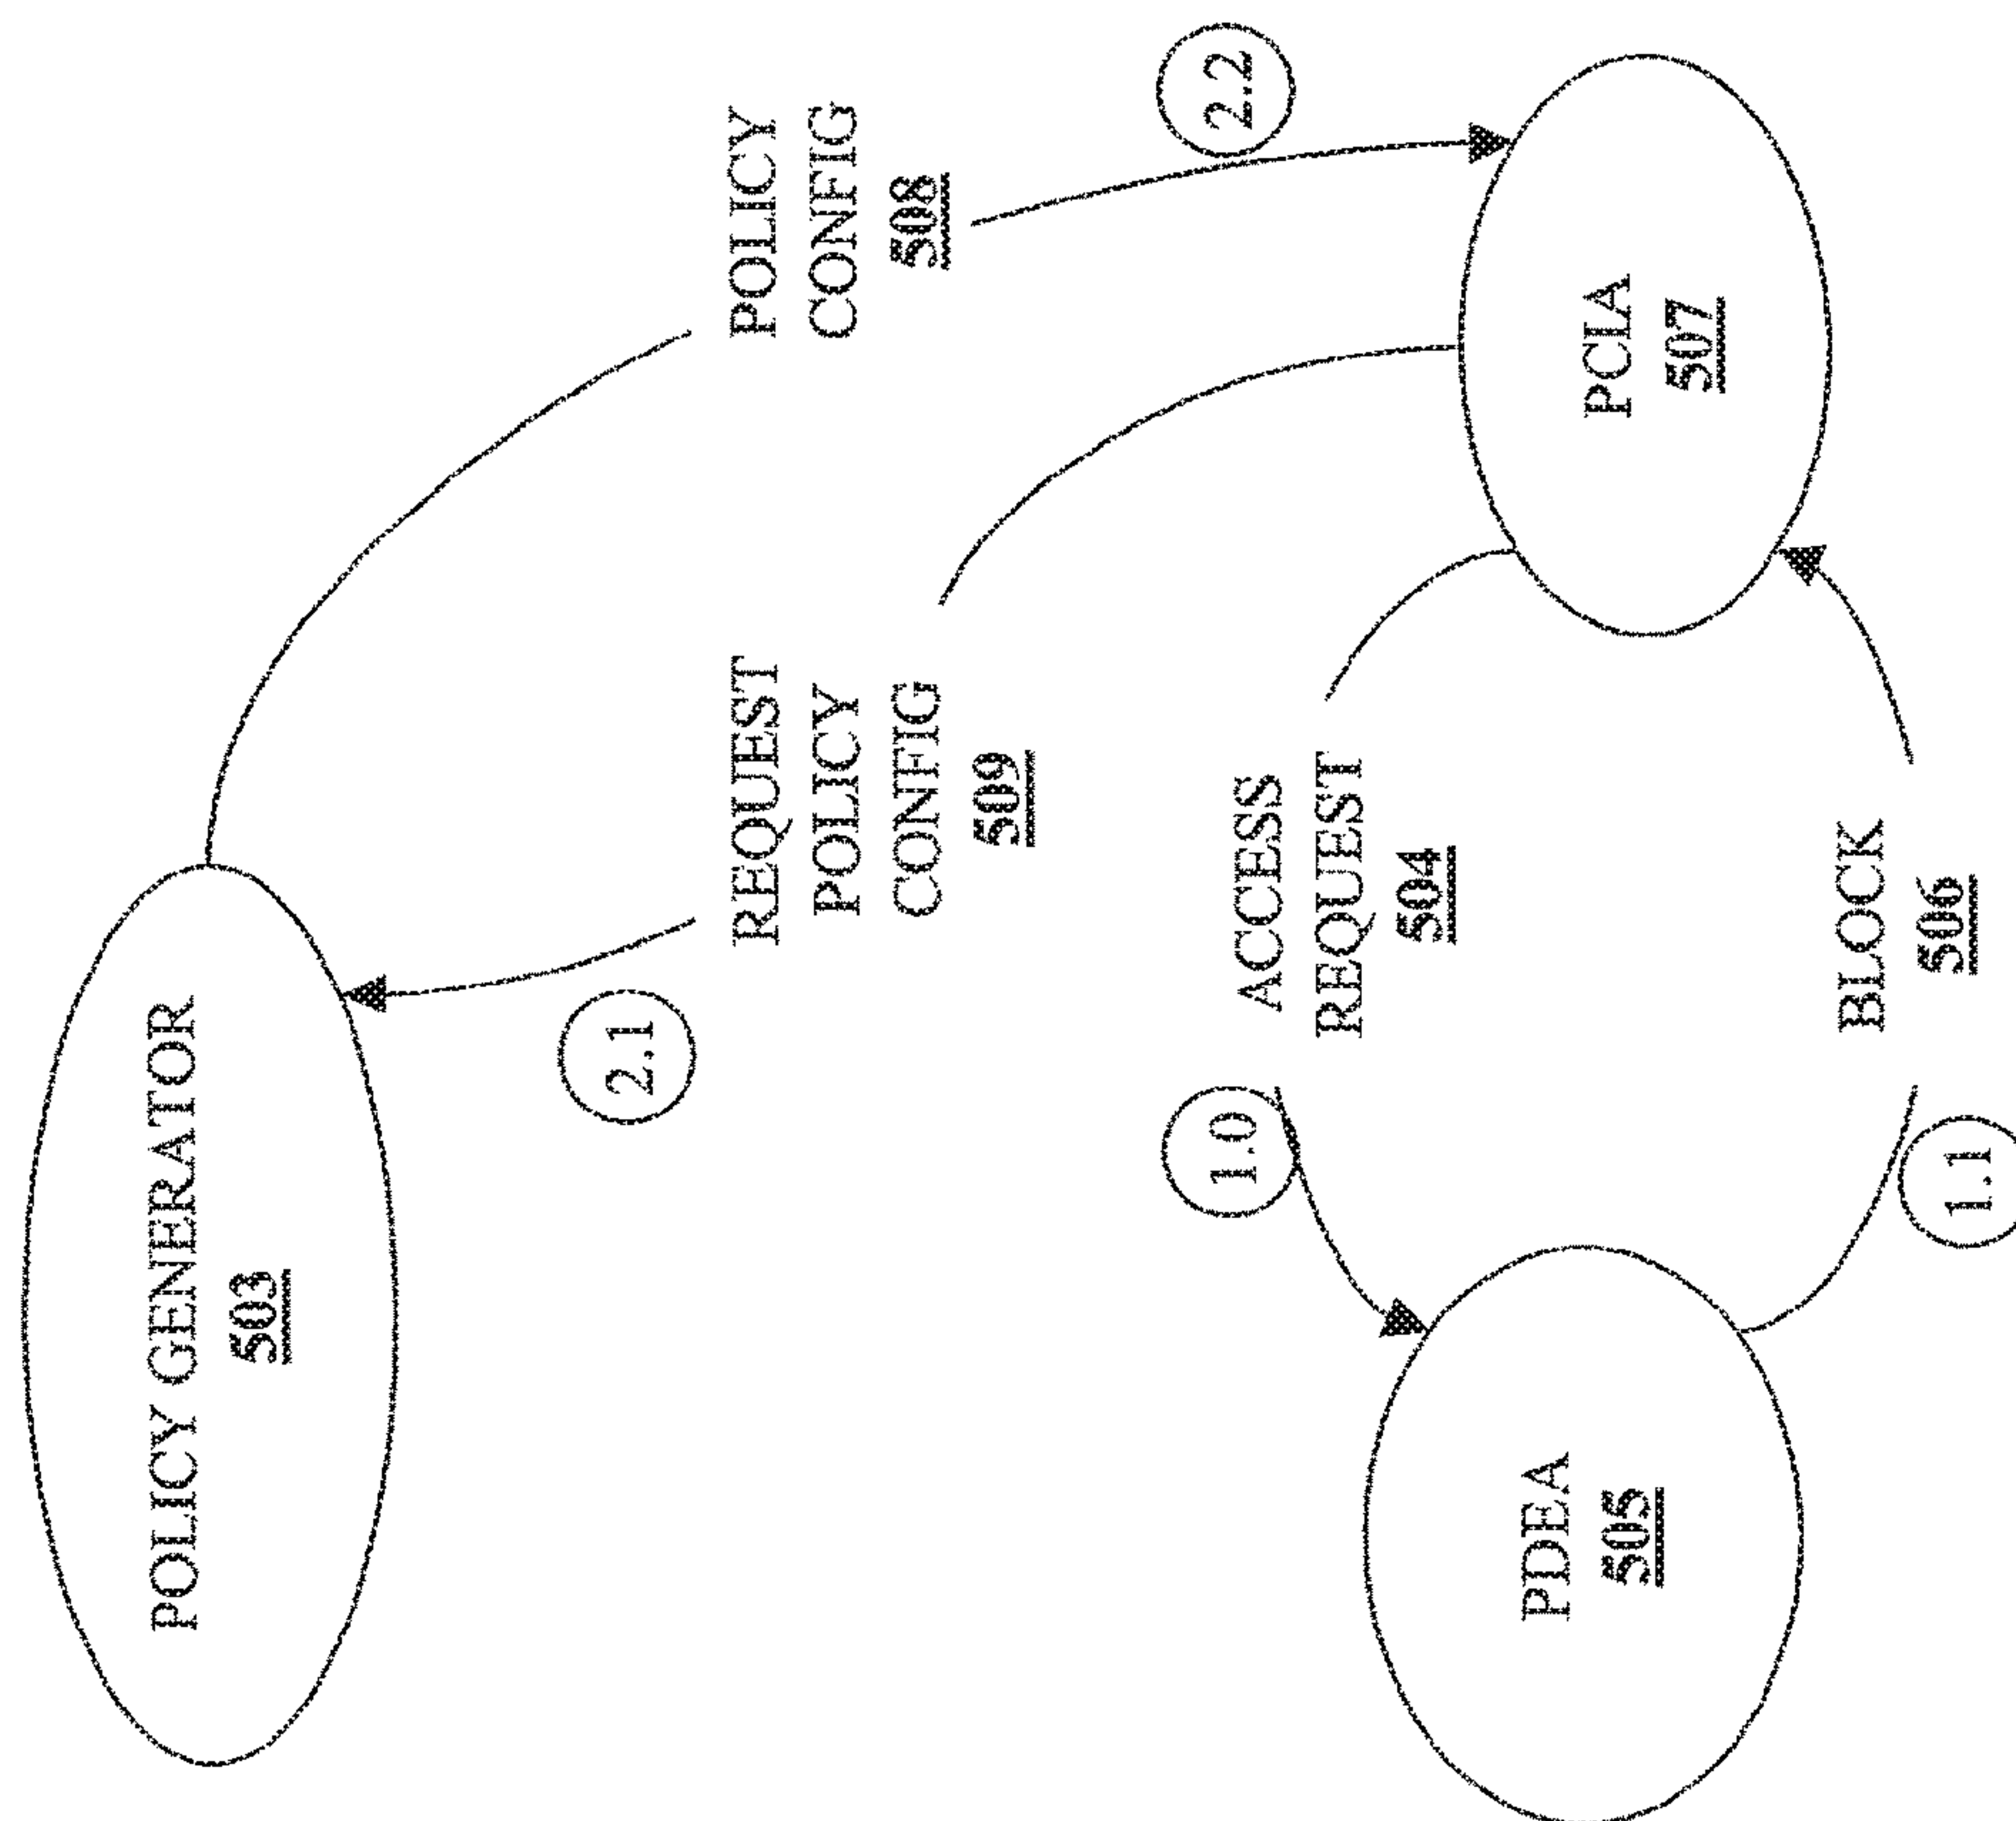 POLICY GENERATOR
503
2.1
REQUEST
POLICY
CONFIG
509
POLICY
CONFIG
508
2.2
1.0
ACCESS
REQUEST
504
PDEA
505
PCIA
507
BLOCK
506
1.1